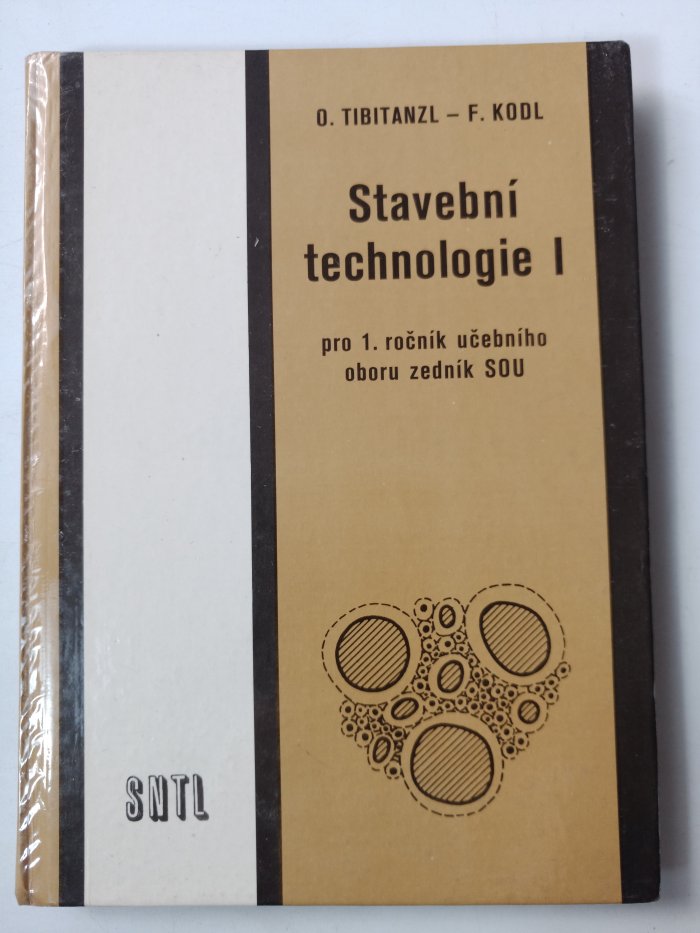 O. TIBITANZL – F. KODL
Stavební
technologie I
pro 1. ročník učebního
oboru zedník SOU
SNTL